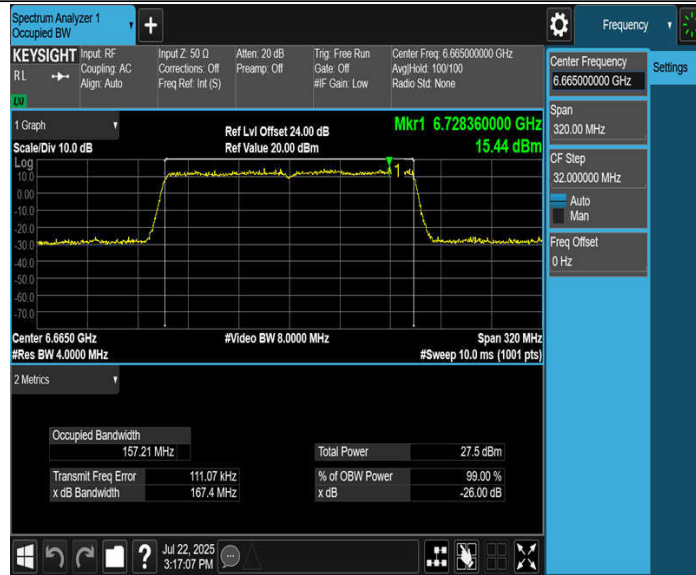 Spectrum Analyzer 1
Occupied BW
+
Frequency
KEYSIGHT
RL
LXI
Input: RF
Coupling: AC
Align: Auto
Input Z: 50 Ω
Corrections: Off
Freq Ref: Int (S)
Atten: 20 dB
Preamp: Off
Trig: Free Run
Gate: Off
#IF Gain: Low
Center Freq: 6.665000000 GHz
Avg|Hold: 100/100
Radio Std: None
Center Frequency
6.665000000 GHz
Settings
Span
320.00 MHz
CF Step
32.000000 MHz
Auto
Man
Freq Offset
0 Hz
1 Graph
Scale/Div 10.0 dB
Ref Lvl Offset 24.00 dB
Ref Value 20.00 dBm
Mkr1 6.728360000 GHz
15.44 dBm
Log
10.0
0.00
-10.0
-20.0
-30.0
-40.0
-50.0
-60.0
-70.0
1
Center 6.6650 GHz
#Res BW 4.0000 MHz
#Video BW 8.0000 MHz
Span 320 MHz
#Sweep 10.0 ms (1001 pts)
2 Metrics
Occupied Bandwidth
157.21 MHz
Total Power 27.5 dBm
Transmit Freq Error 111.07 kHz
% of OBW Power 99.00 %
x dB Bandwidth 167.4 MHz
x dB -26.00 dB
?
Jul 22, 2025
3:17:07 PM